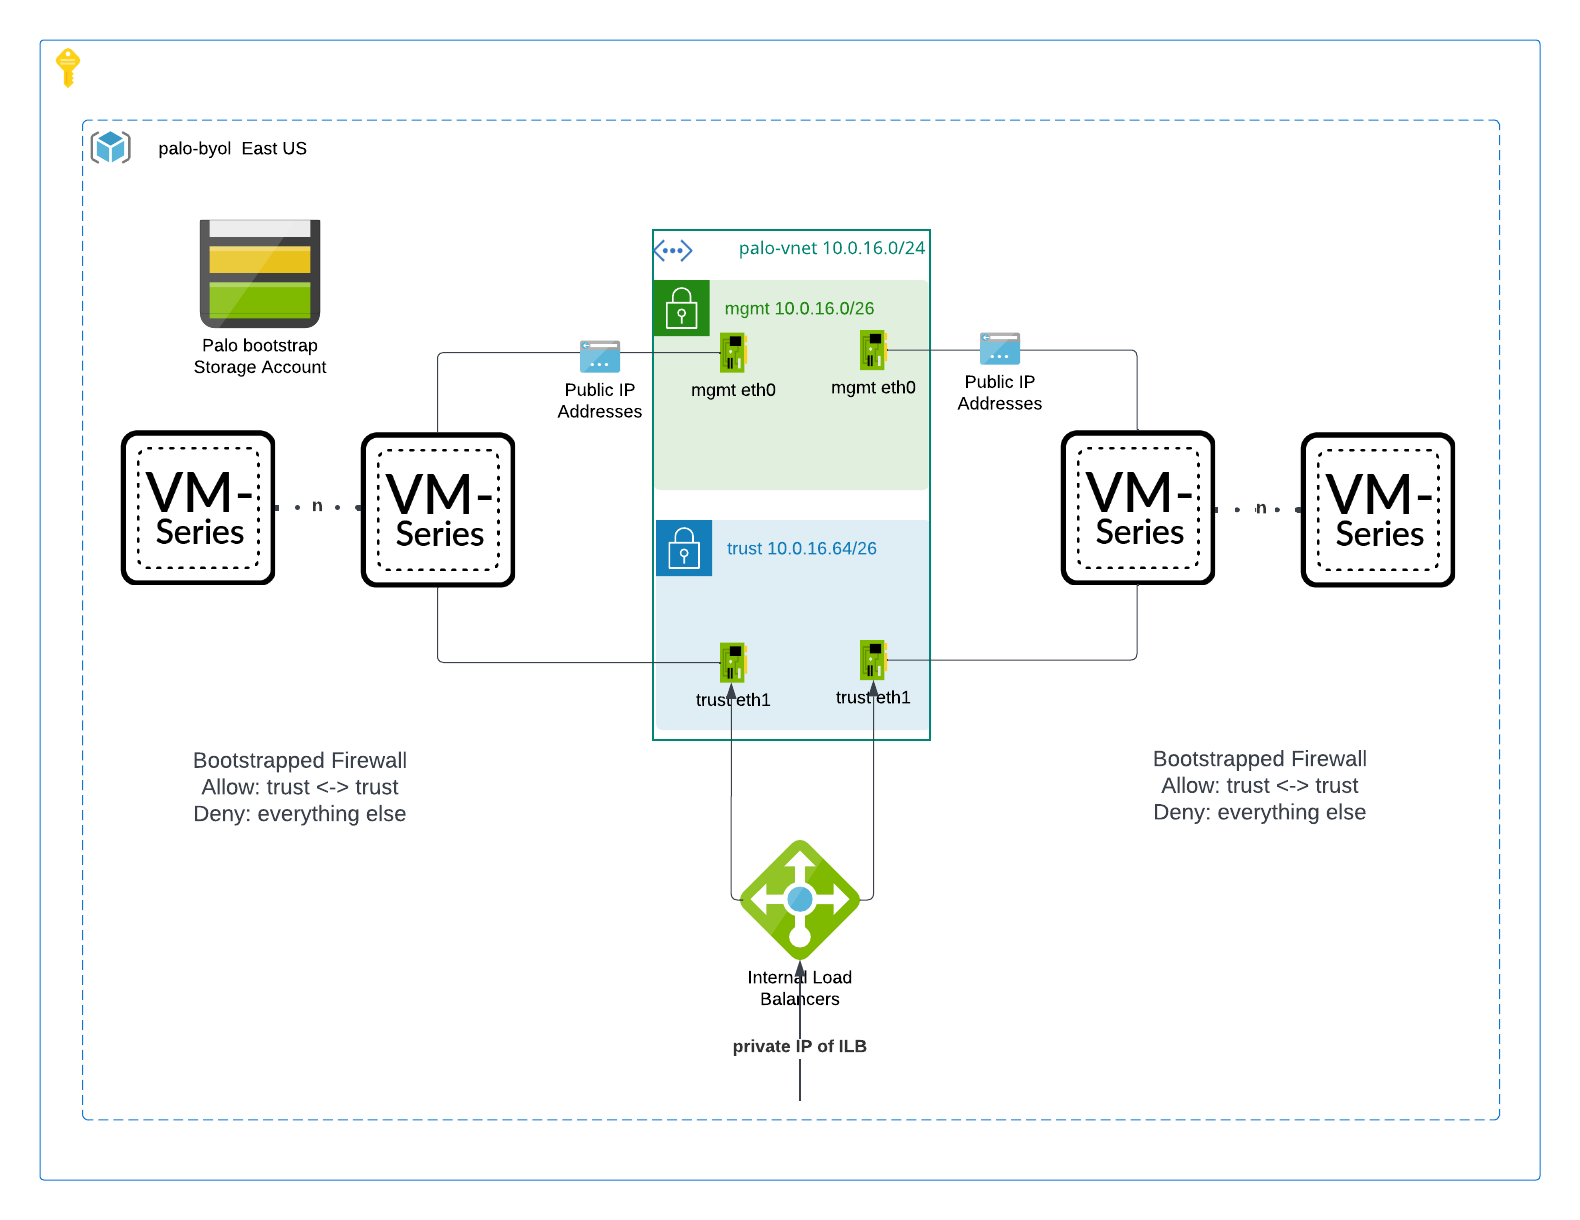 palo-byol  East US
palo-vnet 10.0.16.0/24
mgmt 10.0.16.0/26
Palo bootstrap
Storage Account
Public IP
Addresses
mgmt eth0
mgmt eth0
Public IP
Addresses
VM-
Series
n
VM-
Series
VM-
Series
n
VM-
Series
trust 10.0.16.64/26
trust eth1
trust eth1
Bootstrapped Firewall
Allow: trust <-> trust
Deny: everything else
Bootstrapped Firewall
Allow: trust <-> trust
Deny: everything else
Internal Load
Balancers
private IP of ILB